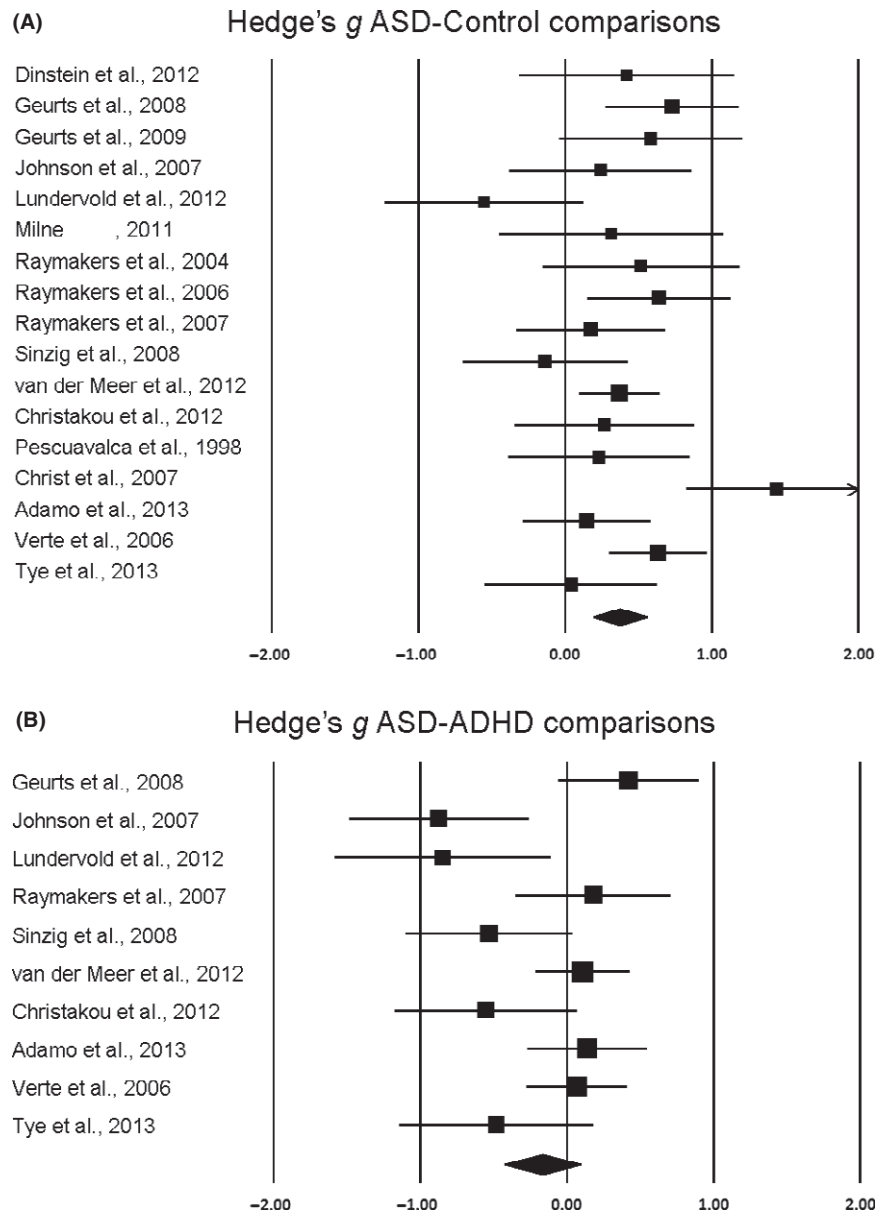 (A) Hedge's g ASD-Control comparisons
Dinstein et al., 2012
Geurts et al., 2008
Geurts et al., 2009
Johnson et al., 2007
Lundervold et al., 2012
Milne , 2011
Raymakers et al., 2004
Raymakers et al., 2006
Raymakers et al., 2007
Sinzig et al., 2008
van der Meer et al., 2012
Christakou et al., 2012
Pescuavalca et al., 1998
Christ et al., 2007
Adamo et al., 2013
Verte et al., 2006
Tye et al., 2013
–2.00 –1.00 0.00 1.00 2.00
(B) Hedge's g ASD-ADHD comparisons
Geurts et al., 2008
Johnson et al., 2007
Lundervold et al., 2012
Raymakers et al., 2007
Sinzig et al., 2008
van der Meer et al., 2012
Christakou et al., 2012
Adamo et al., 2013
Verte et al., 2006
Tye et al., 2013
–2.00 –1.00 0.00 1.00 2.00